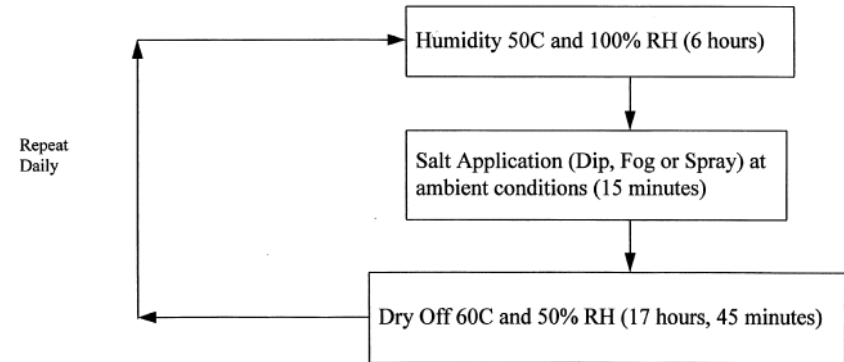 Humidity 50C and 100% RH (6 hours)
Repeat
Daily
Salt Application (Dip, Fog or Spray) at
ambient conditions (15 minutes)
Dry Off 60C and 50% RH (17 hours, 45 minutes)